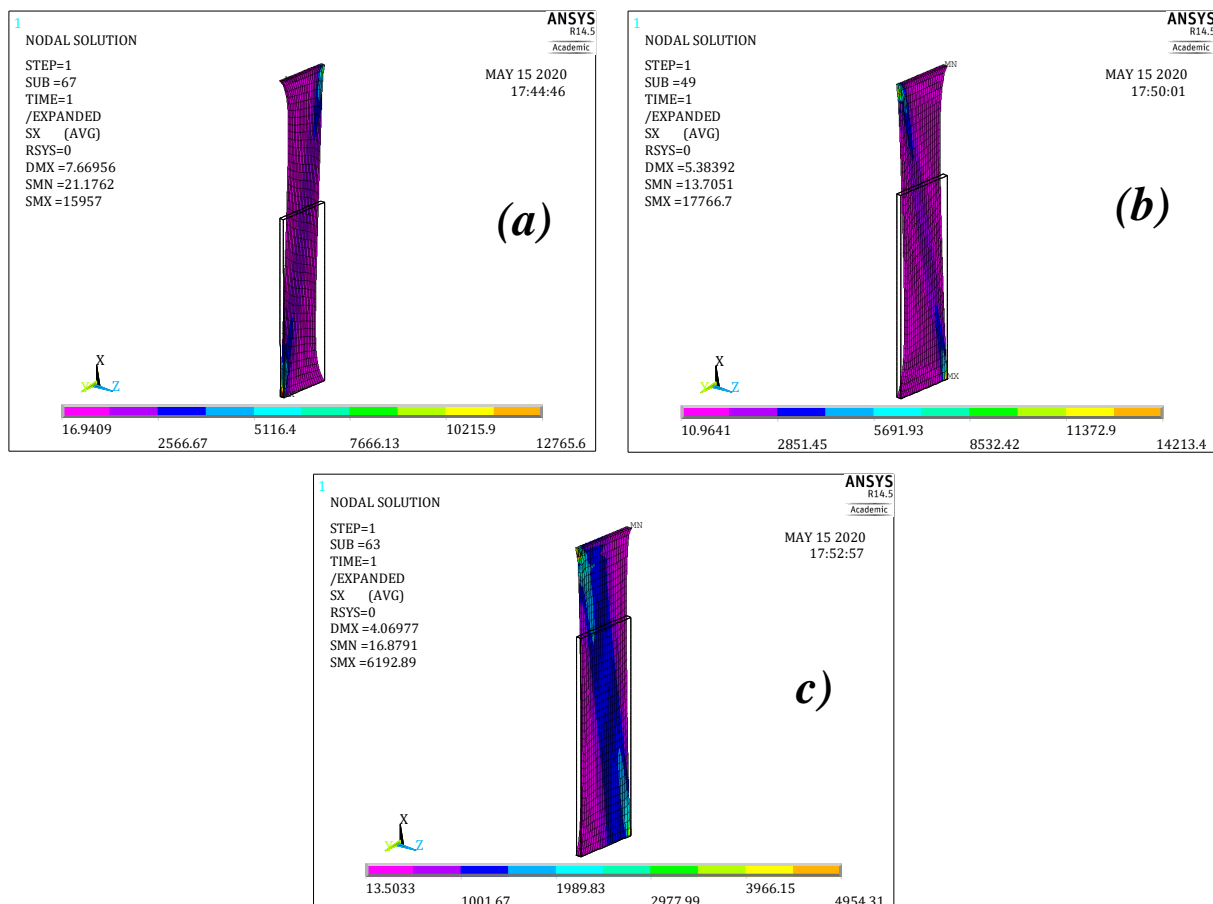 1
ANSYS
R14.5
Academic
NODAL SOLUTION
STEP=1
SUB =67
TIME=1
/EXPANDED
SX (AVG)
RSYS=0
DMX =7.66956
SMN =21.1762
SMX =15957
MAY 15 2020
17:44:46
(a)
X
Y
Z
16.9409 5116.4 10215.9
2566.67 7666.13 12765.6
1
ANSYS
R14.5
Academic
NODAL SOLUTION
STEP=1
SUB =49
TIME=1
/EXPANDED
SX (AVG)
RSYS=0
DMX =5.38392
SMN =13.7051
SMX =17766.7
MAY 15 2020
17:50:01
MN
(b)
MX
X
Y
Z
10.9641 5691.93 11372.9
2851.45 8532.42 14213.4
1
ANSYS
R14.5
Academic
NODAL SOLUTION
STEP=1
SUB =63
TIME=1
/EXPANDED
SX (AVG)
RSYS=0
DMX =4.06977
SMN =16.8791
SMX =6192.89
MAY 15 2020
17:52:57
MN
c)
X
Y
Z
13.5033 1989.83 3966.15
1001.67 2977.99 4954.31